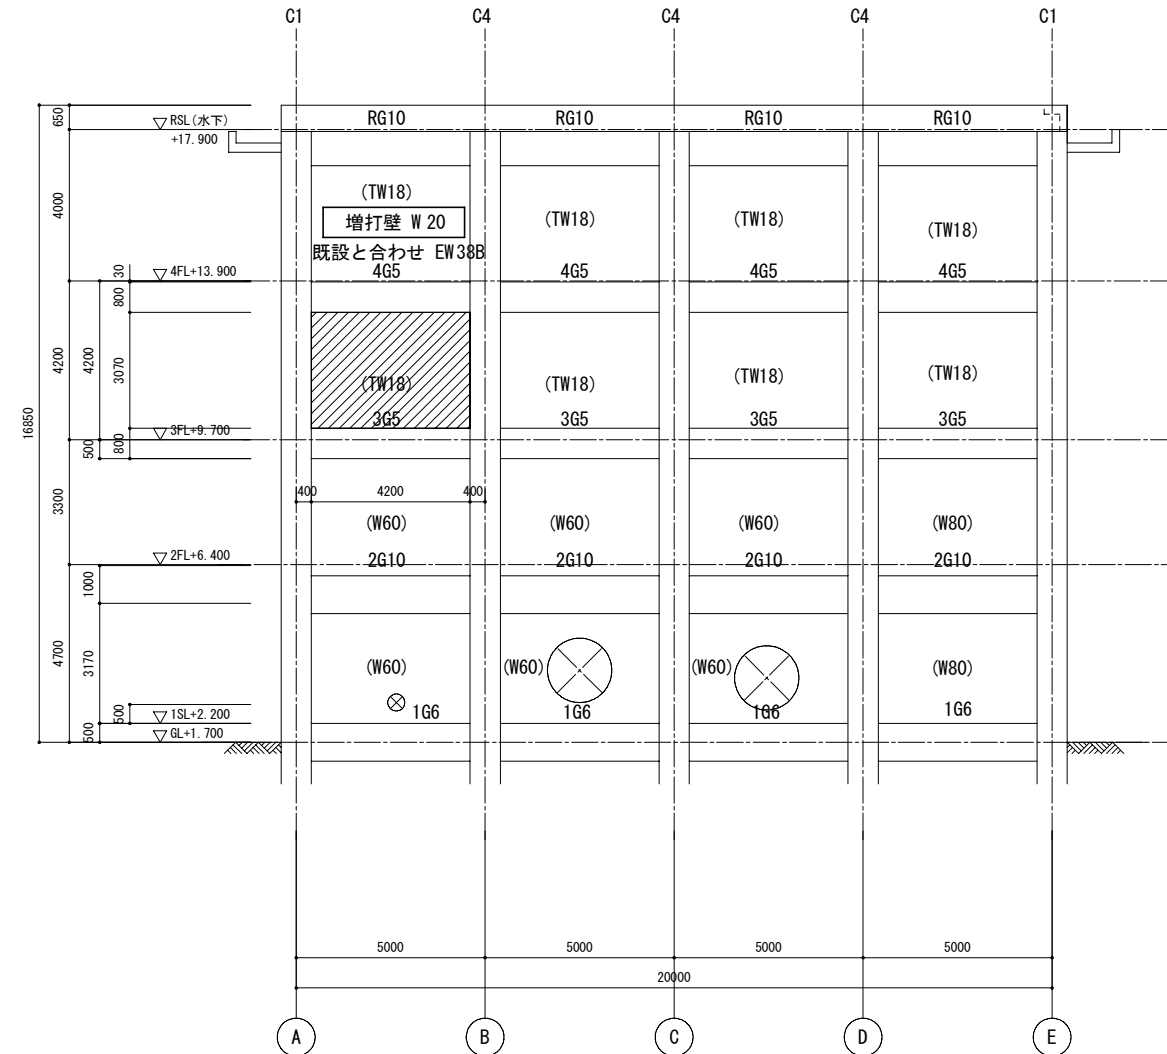 C1 C4 C4 C4 C1
650
RSL(水下)
+17.900
RG10 RG10 RG10 RG10
4000
(TW18)
増打壁 W20
既設と合わせ EW38B
(TW18) (TW18) (TW18)
4G5 4G5 4G5 4G5
30
4FL+13.900
800
4200 4200 3070
(TW18) (TW18) (TW18) (TW18)
3G5 3G5 3G5 3G5
16850
3FL+9.700
500 800
400 4200 400
3300
(W60) (W60) (W60) (W80)
2G10 2G10 2G10 2G10
2FL+6.400
1000
4700 3170
(W60) (W60) (W60) (W80)
500
1SL+2.200
1G6 1G6 1G6 1G6
500
GL+1.700
5000 5000 5000 5000
20000
A B C D E